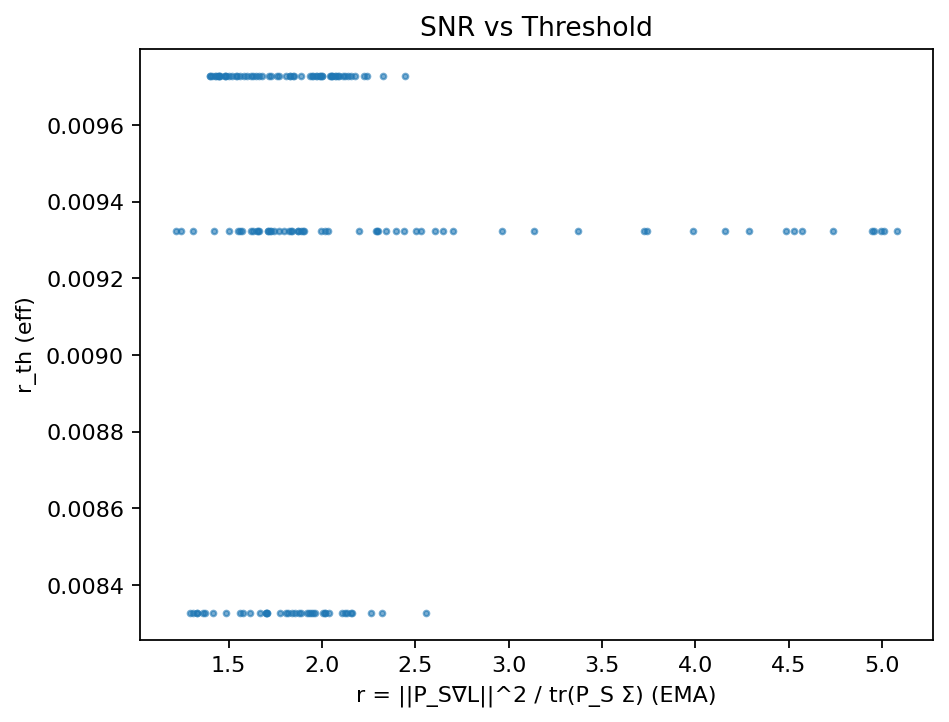 SNR vs Threshold
r_th (eff)
0.0096
0.0094
0.0092
0.0090
0.0088
0.0086
0.0084
1.5 2.0 2.5 3.0 3.5 4.0 4.5 5.0
r = ||P_S∇L||^2 / tr(P_S Σ) (EMA)